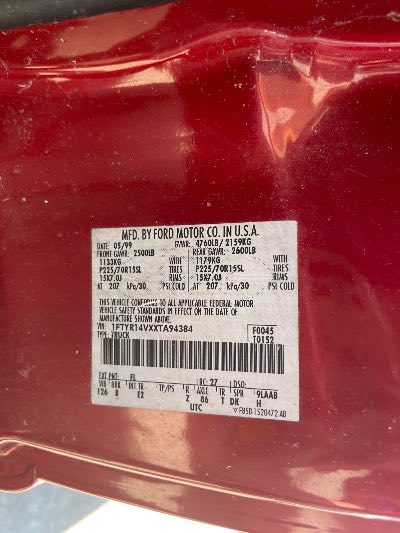 MFD. BY FORD MOTOR CO. IN U.S.A.
DATE: 05/99 GVWR: 4760LB/ 2159KG
FRONT GAWR: 2500LB REAR GAWR: 2600LB
1133KG WITH 1179KG WITH
P225/70R15SL TIRES P225/70R15SL TIRES
15X7.0J RIMS 15X7.0J RIMS
AT 207 kPa/30 PSI COLD AT 207 kPa/30 PSI COLD
THIS VEHICLE CONFORMS TO ALL APPLICABLE FEDERAL MOTOR
VEHICLE SAFETY STANDARDS IN EFFECT ON THE DATE OF
MANUFACTURE SHOWN ABOVE.
VIN: 1FTYR14VXXTA94384 F0045
TYPE: TRUCK T0152
EXT PNT: FL RC: 27 DSO:
WB BRK INT TR TP/PS R AXLE TR SPR 9LAAB
126 B E2 Z 86 T DK H
UTC F85B-1520472-AB